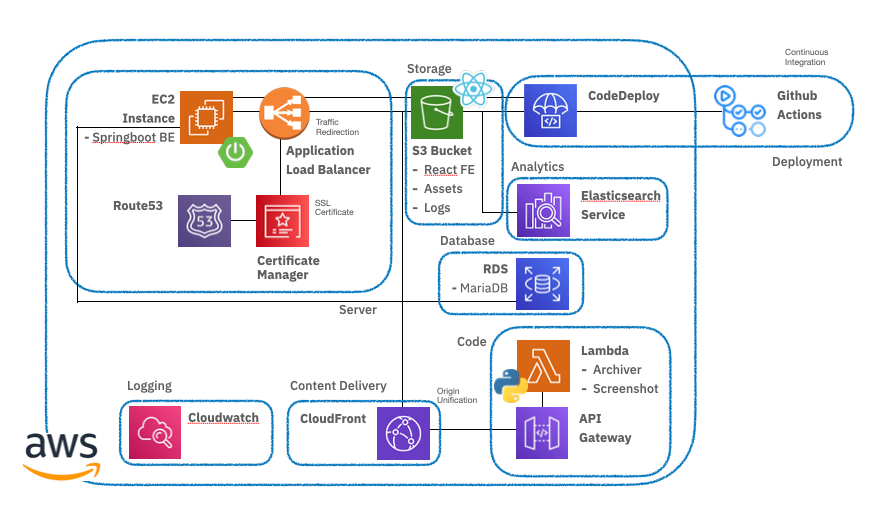 Continuous
Integration
Storage
EC2
Instance
- Springboot BE
Traffic
Redirection
Application
Load Balancer
S3 Bucket
- React FE
- Assets
- Logs
CodeDeploy
Github
Actions
Deployment
Analytics
Elasticsearch
Service
Route53
53
SSL
Certificate
Certificate
Manager
Database
RDS
- MariaDB
Server
Code
Lambda
- Archiver
- Screenshot
Logging
Cloudwatch
Content Delivery
CloudFront
Origin
Unification
API
Gateway
aws